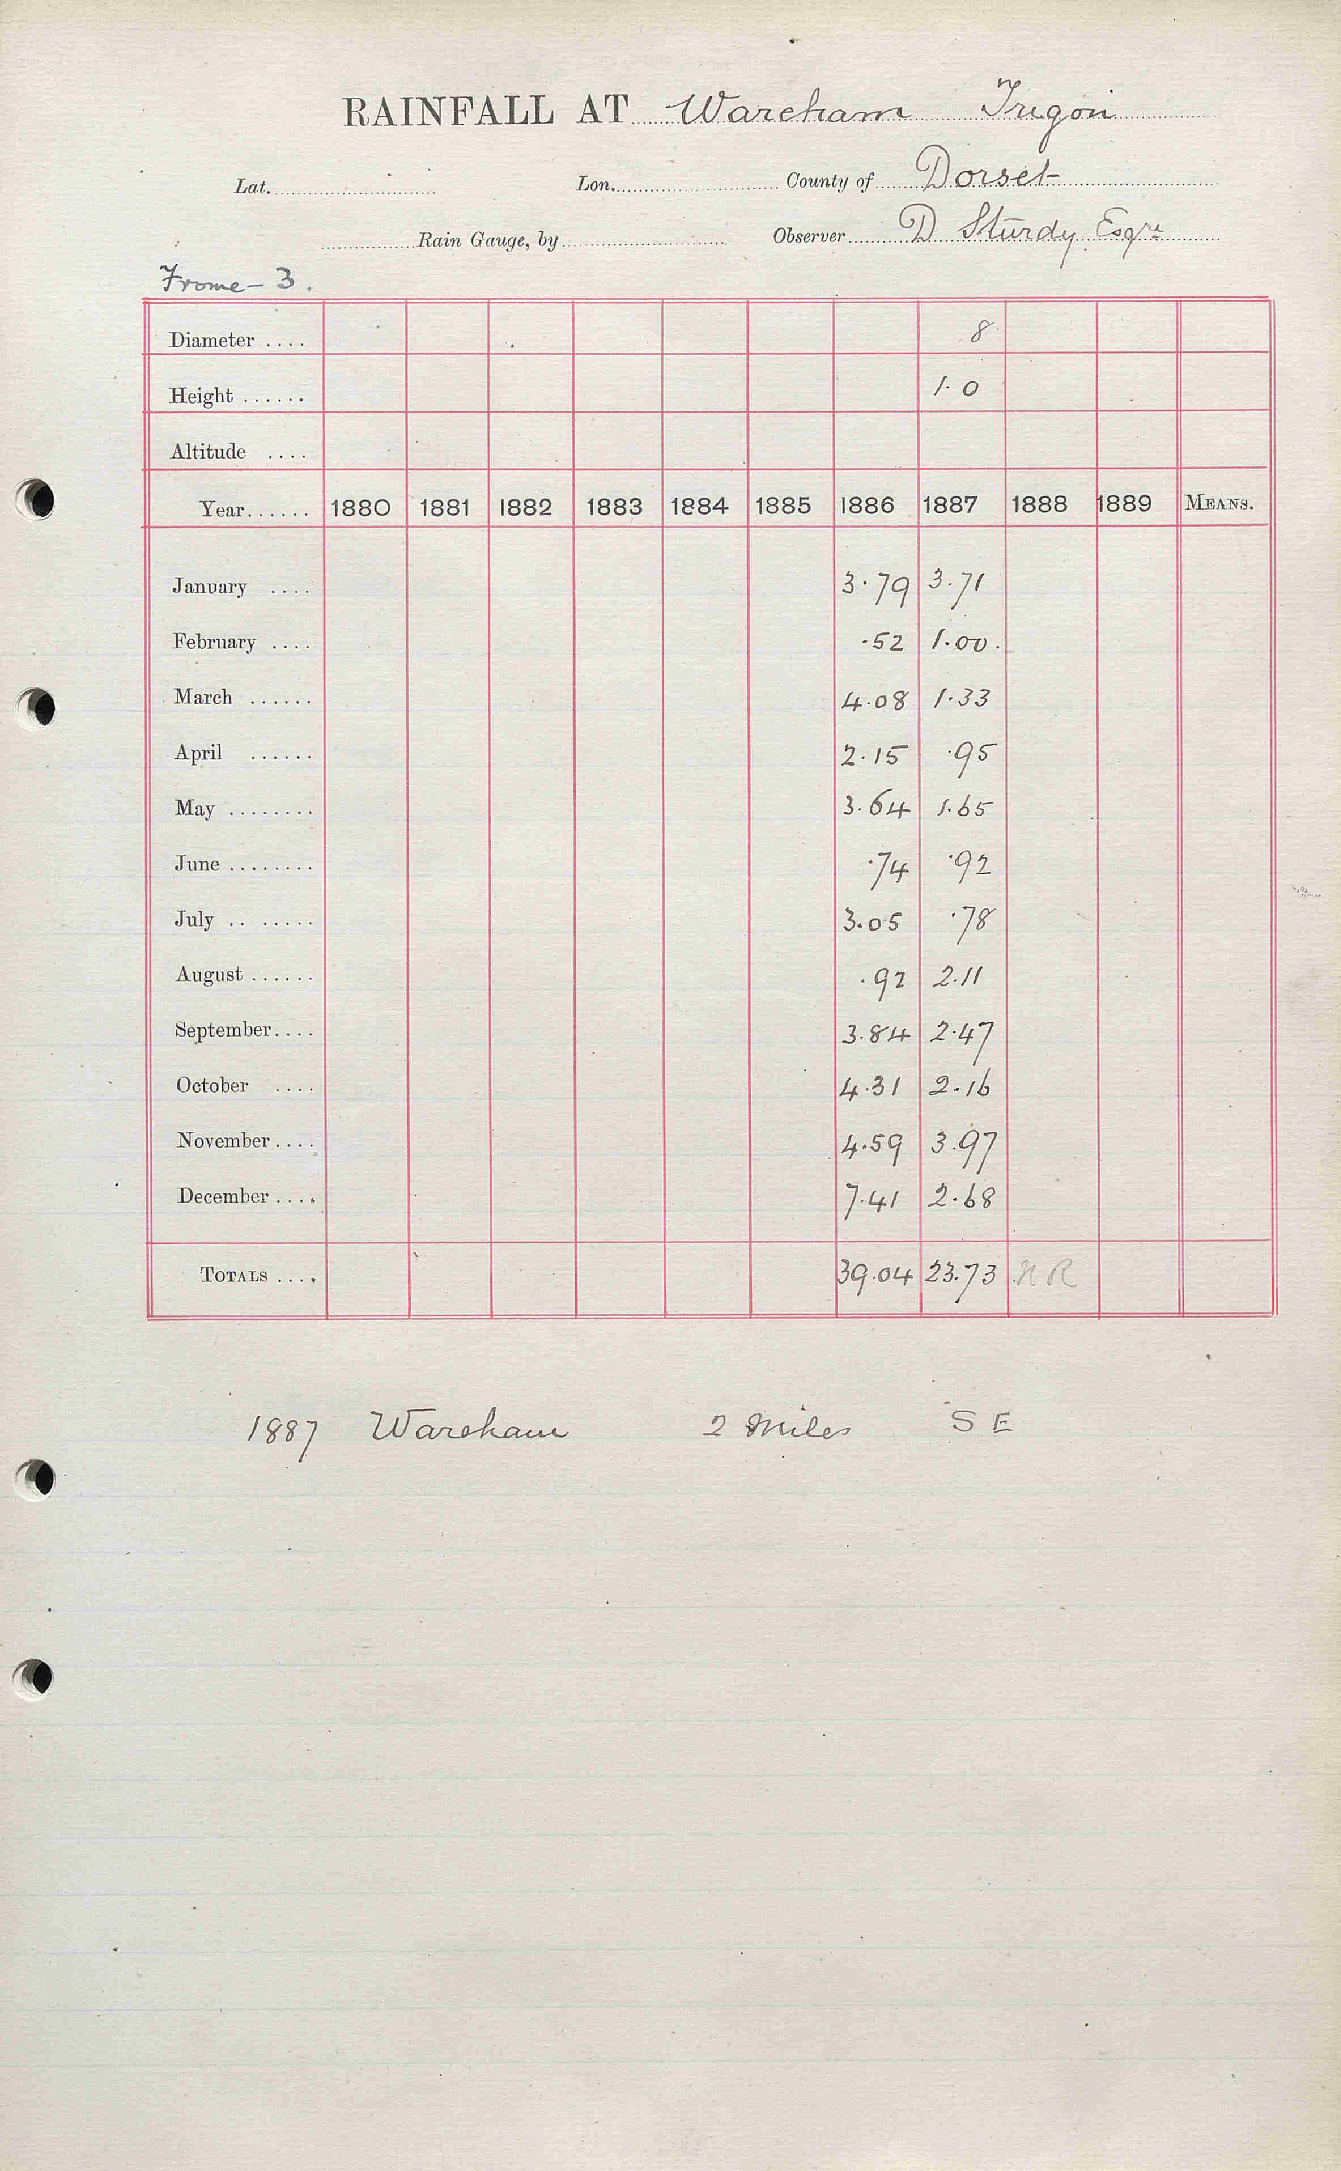 RAINFALL AT Wareham Trigon
Lat. Lon. County of Dorset
Rain Gauge, by Observer D Sturdy Esqre
Frome - 3.
Diameter .... 8
Height ...... 1.0
Altitude ....
Year...... 1880 1881 1882 1883 1884 1885 1886 1887 1888 1889 MEANS.
January .... 3.79 3.71
February .... .52 1.00
March ...... 4.08 1.33
April ...... 2.15 .95
May ........ 3.64 1.65
June ........ .74 .92
July .. ...... 3.05 .78
August ...... .92 2.11
September.... 3.84 2.47
October .... 4.31 2.16
November.... 4.59 3.97
December.... 7.41 2.68
TOTALS .... 39.04 23.73 NR
1887 Wareham 2 Miles S E